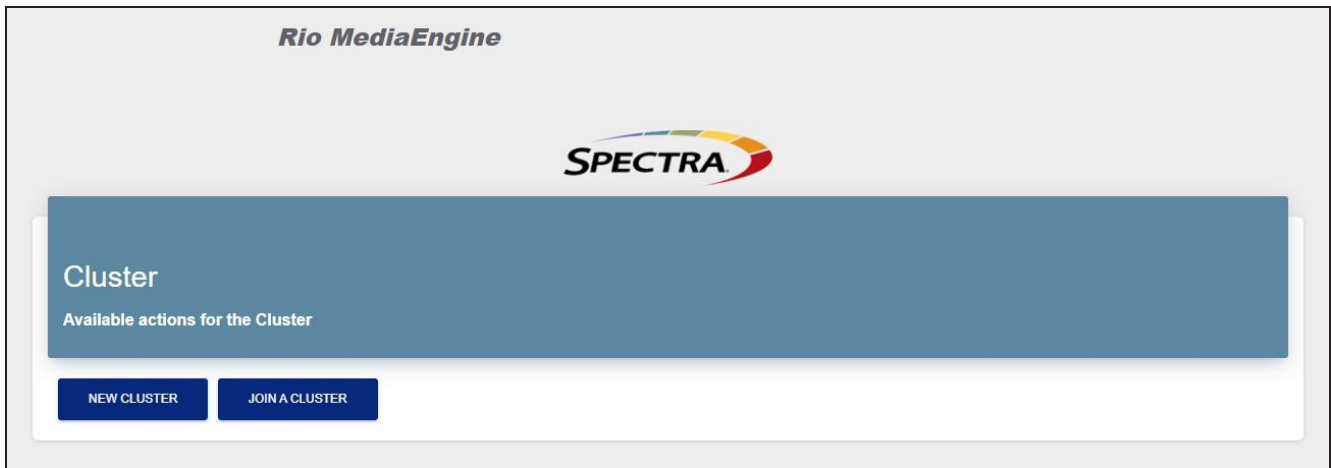 Rio MediaEngine
SPECTRA
Cluster
Available actions for the Cluster
NEW CLUSTER JOIN A CLUSTER